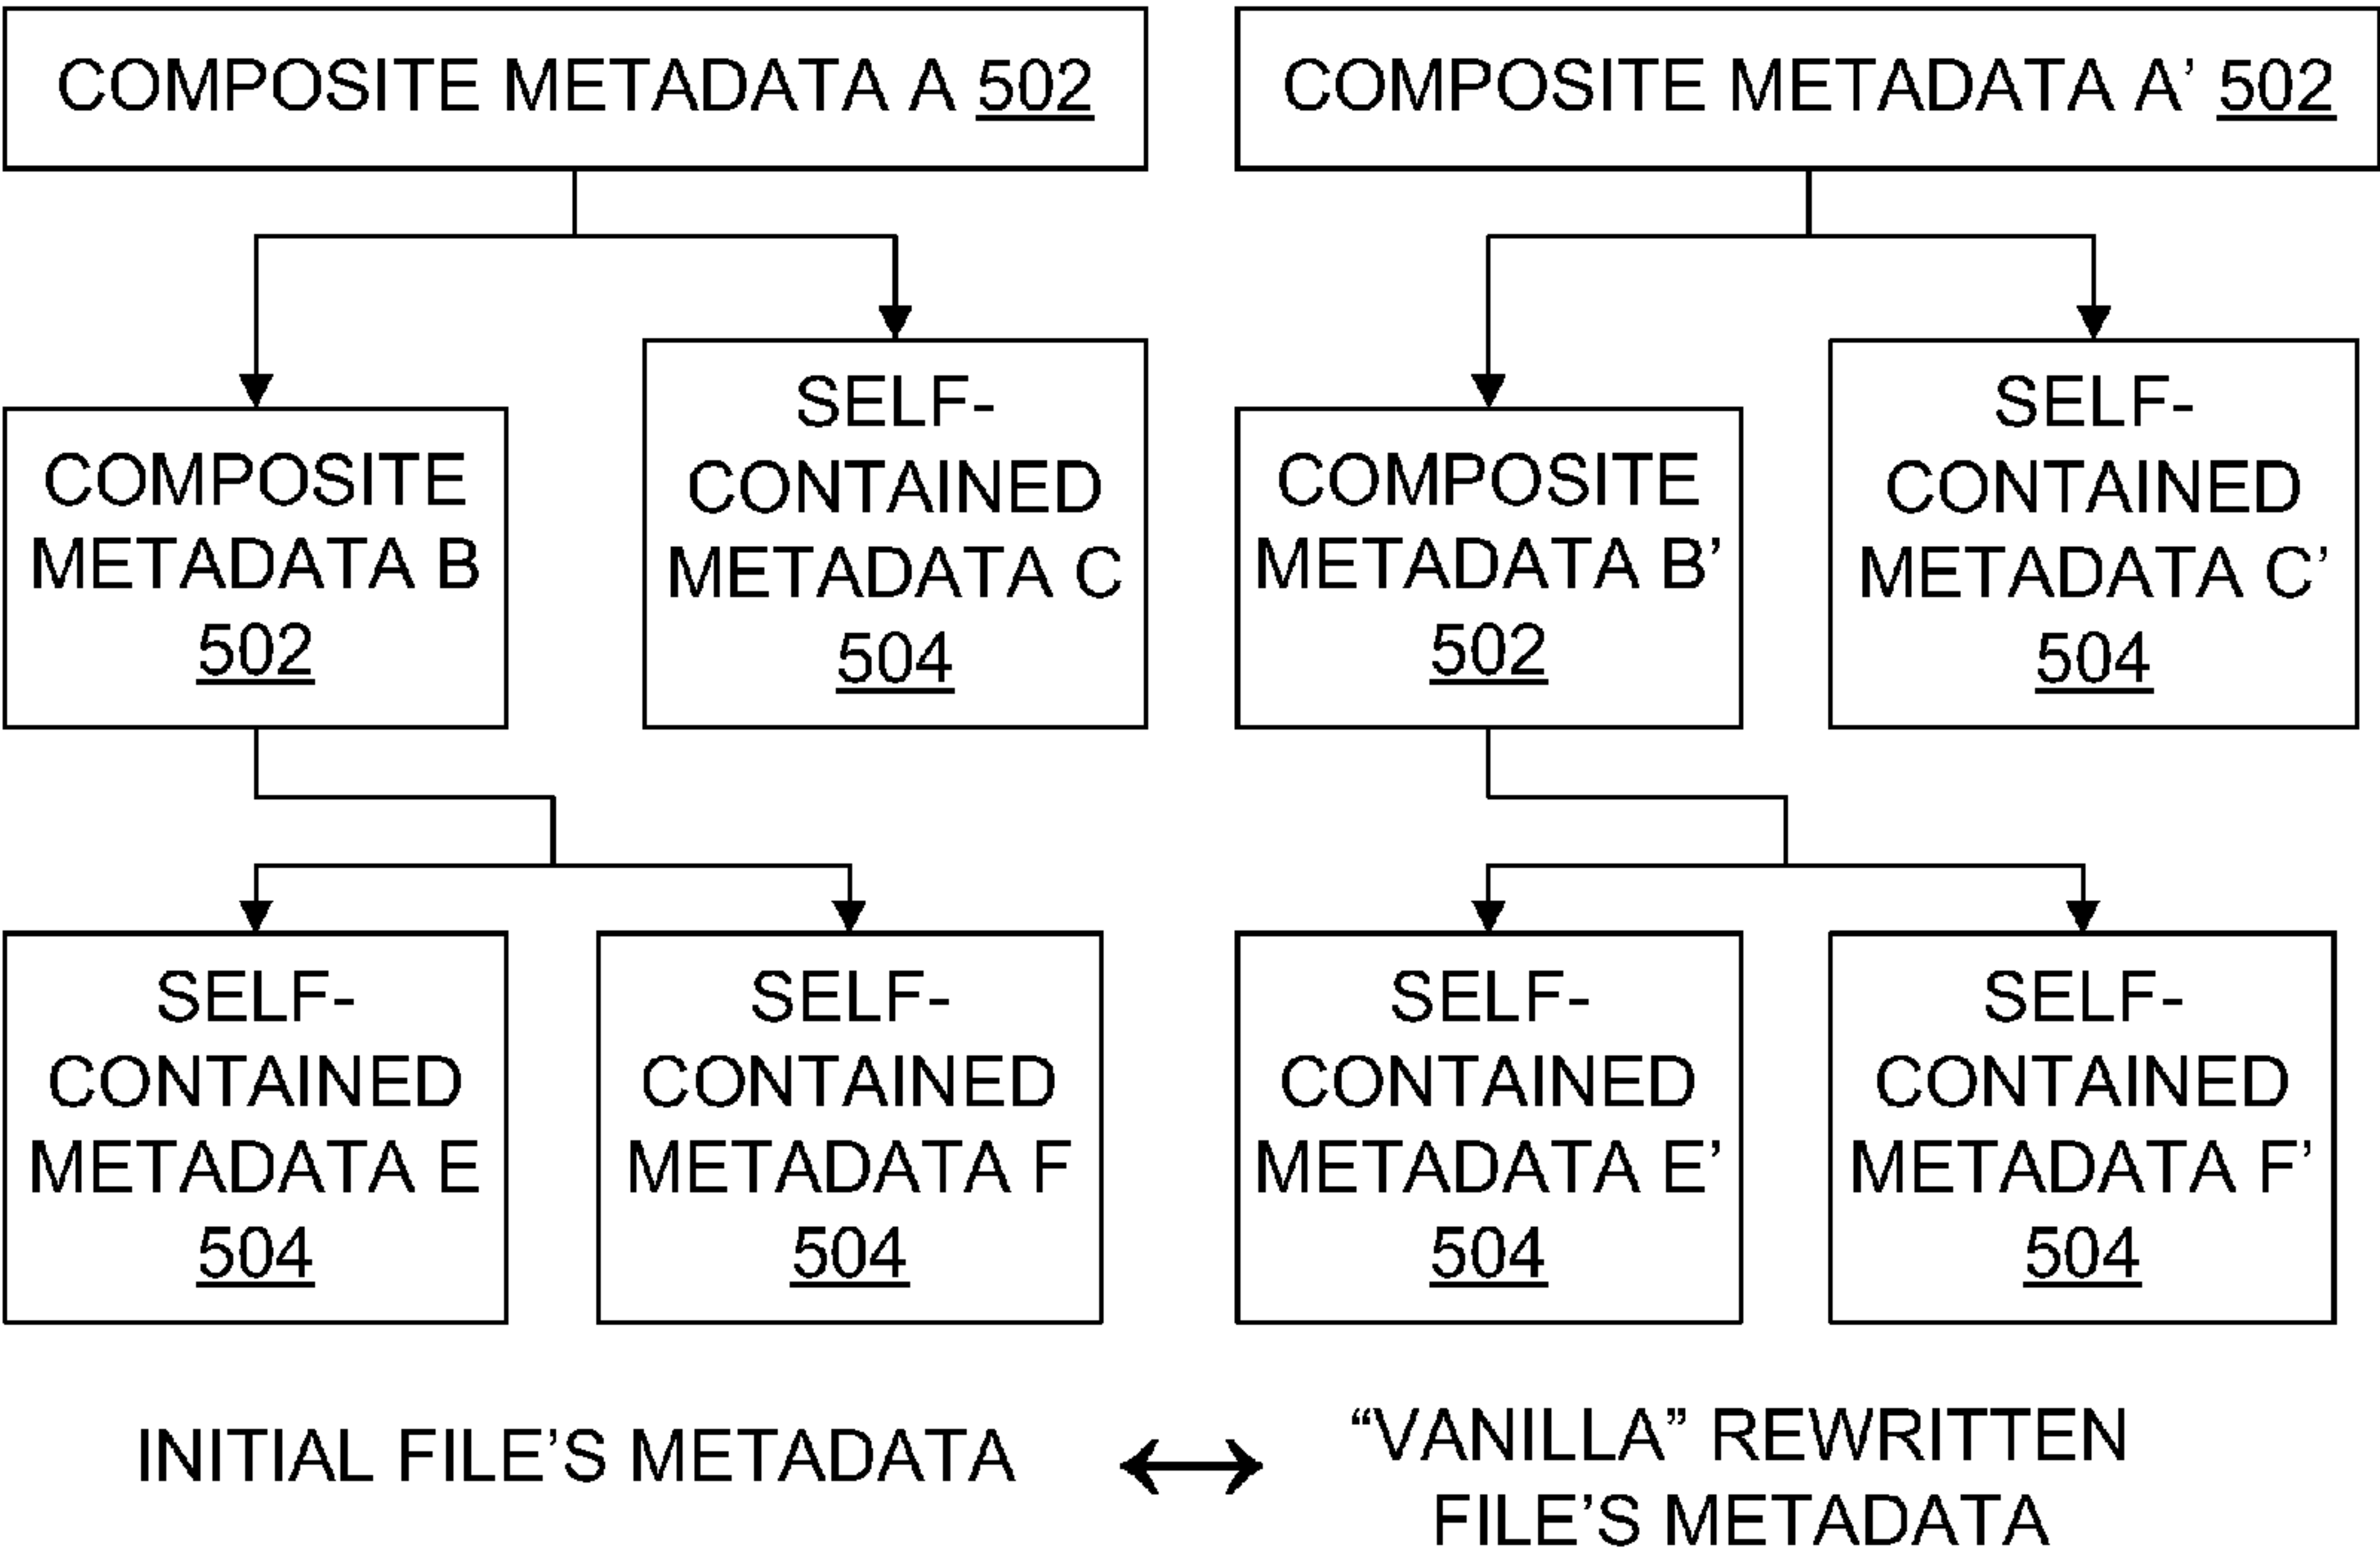 COMPOSITE METADATA A 502
COMPOSITE METADATA A’ 502
COMPOSITE
METADATA B
502
SELF-
CONTAINED
METADATA C
504
COMPOSITE
METADATA B’
502
SELF-
CONTAINED
METADATA C’
504
SELF-
CONTAINED
METADATA E
504
SELF-
CONTAINED
METADATA F
504
SELF-
CONTAINED
METADATA E’
504
SELF-
CONTAINED
METADATA F’
504
INITIAL FILE’S METADATA
“VANILLA” REWRITTEN
FILE’S METADATA